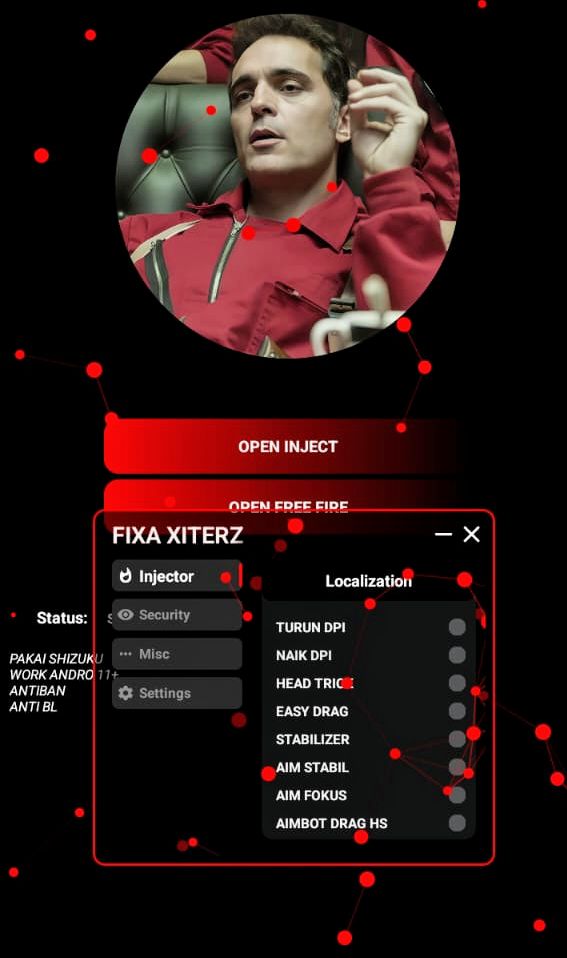 OPEN INJECT
OPEN FREE FIRE
FIXA XITERZ
Injector
Security
Misc
Settings
Localization
TURUN DPI
NAIK DPI
HEAD TRICK
EASY DRAG
STABILIZER
AIM STABIL
AIM FOKUS
AIMBOT DRAG HS
Status:
PAKAI SHIZUKU
WORK ANDRO 11+
ANTIBAN
ANTI BL